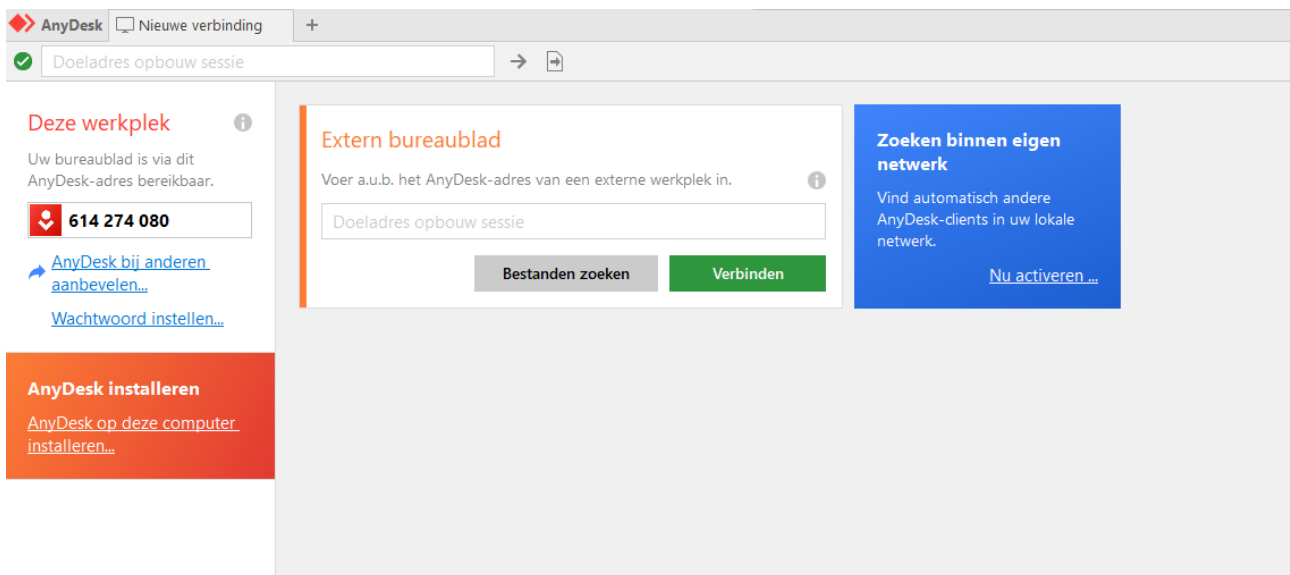 AnyDesk
Nieuwe verbinding
+
Doeladres opbouw sessie
Deze werkplek
Uw bureaublad is via dit
AnyDesk-adres bereikbaar.
614 274 080
AnyDesk bij anderen
aanbevelen...
Wachtwoord instellen...
AnyDesk installeren
AnyDesk op deze computer
installeren...
Extern bureaublad
Voer a.u.b. het AnyDesk-adres van een externe werkplek in.
Doeladres opbouw sessie
Bestanden zoeken
Verbinden
Zoeken binnen eigen
netwerk
Vind automatisch andere
AnyDesk-clients in uw lokale
netwerk.
Nu activeren ...